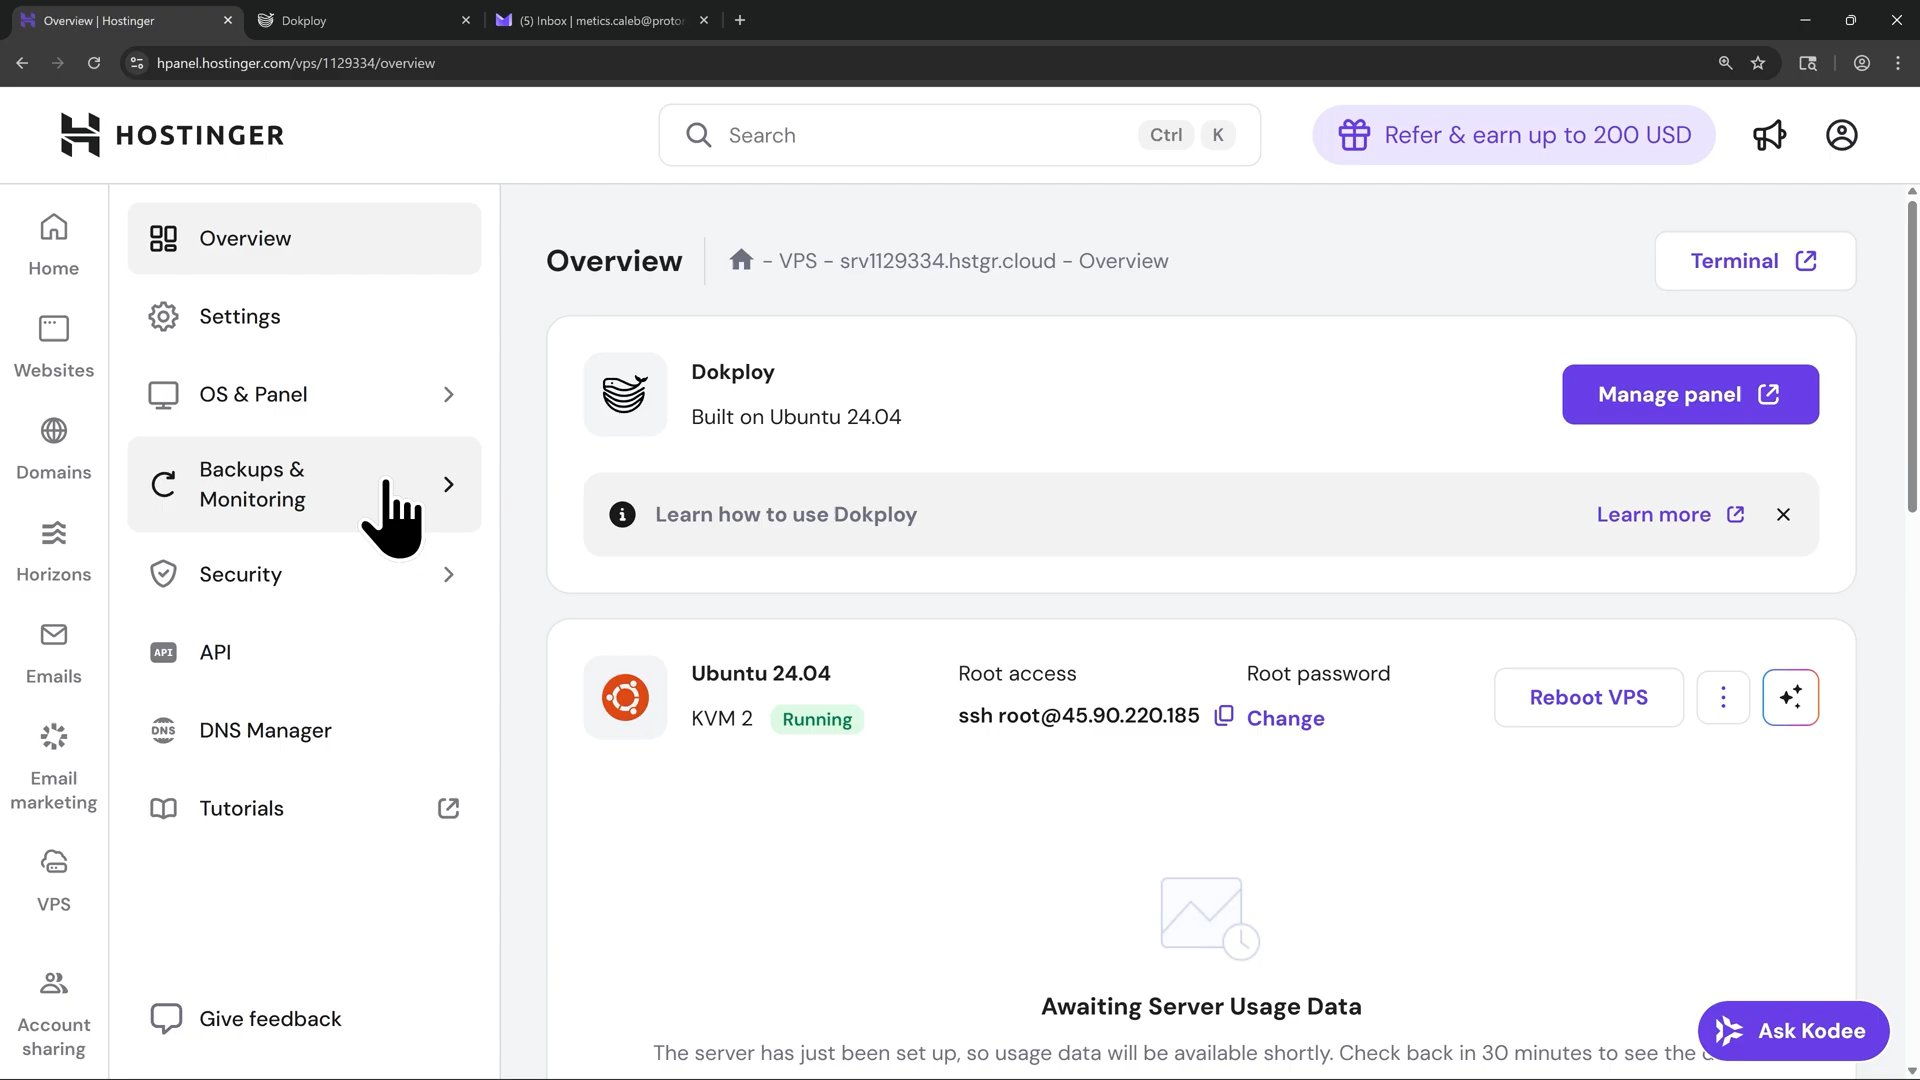 Overview | Hostinger
Dokploy
(5) Inbox | metics.caleb@proto
hpanel.hostinger.com/vps/1129334/overview
HOSTINGER
Search
Ctrl
K
Refer & earn up to 200 USD
Home
Websites
Domains
Horizons
Emails
Email
marketing
VPS
Account
sharing
Overview
Settings
OS & Panel
Backups &
Monitoring
Security
API
API
DNS
DNS Manager
Tutorials
Give feedback
Overview
– VPS – srv1129334.hstgr.cloud – Overview
Terminal
Dokploy
Built on Ubuntu 24.04
Manage panel
Learn how to use Dokploy
Learn more
Ubuntu 24.04
KVM 2
Running
Root access
ssh root@45.90.220.185
Root password
Change
Reboot VPS
Awaiting Server Usage Data
The server has just been set up, so usage data will be available shortly. Check back in 30 minutes to see the
Ask Kodee